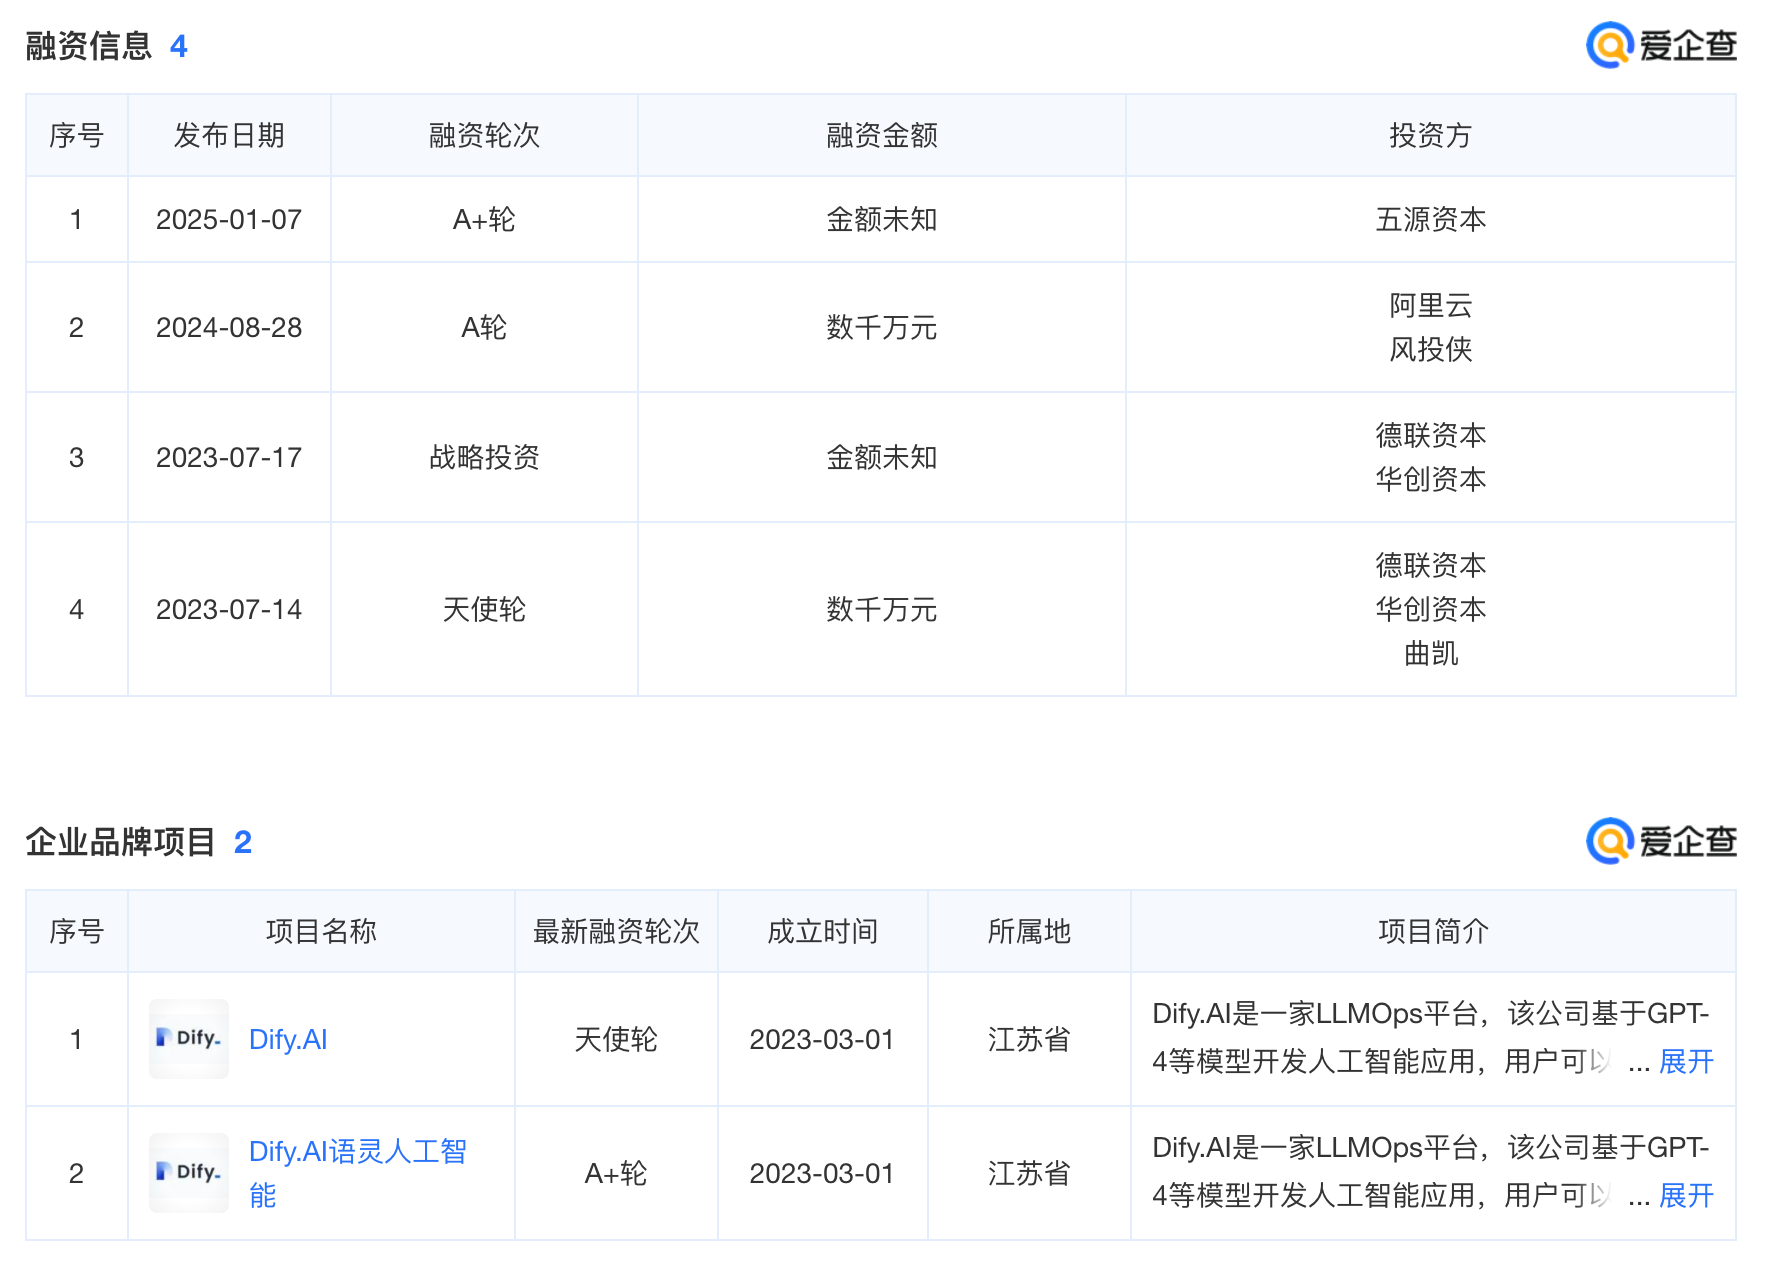 融资信息 4
爱企查
序号 发布日期 融资轮次 融资金额 投资方
1 2025-01-07 A+轮 金额未知 五源资本
2 2024-08-28 A轮 数千万元 阿里云
风投侠
3 2023-07-17 战略投资 金额未知 德联资本
华创资本
4 2023-07-14 天使轮 数千万元 德联资本
华创资本
曲凯
企业品牌项目 2
爱企查
序号 项目名称 最新融资轮次 成立时间 所属地 项目简介
1 Dify. Dify.AI 天使轮 2023-03-01 江苏省 Dify.AI是一家LLMOps平台，该公司基于GPT-
4等模型开发人工智能应用，用户可以 ... 展开
2 Dify. Dify.AI语灵人工智
能 A+轮 2023-03-01 江苏省 Dify.AI是一家LLMOps平台，该公司基于GPT-
4等模型开发人工智能应用，用户可以 ... 展开